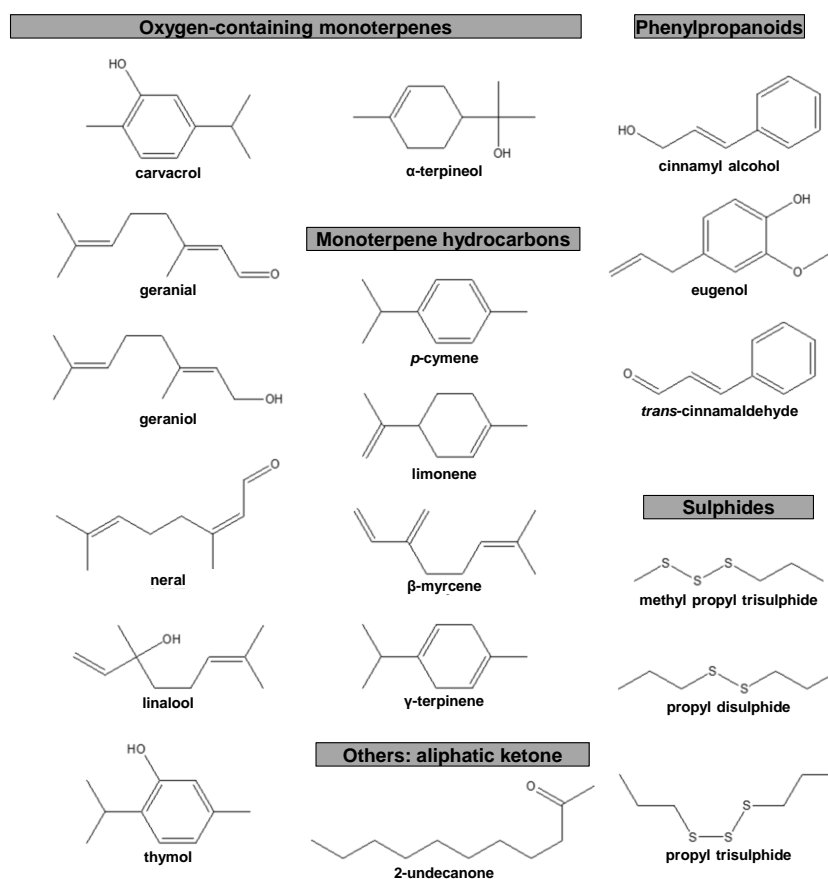 Oxygen-containing monoterpenes
Phenylpropanoids
HO
carvacrol
OH
α-terpineol
HO
cinnamyl alcohol
O
geranial
Monoterpene hydrocarbons
p-cymene
OH
O
eugenol
OH
geraniol
limonene
O
trans-cinnamaldehyde
O
neral
β-myrcene
Sulphides
S
S
S
methyl propyl trisulphide
OH
linalool
γ-terpinene
S
S
propyl disulphide
HO
thymol
Others: aliphatic ketone
O
2-undecanone
S
S
S
propyl trisulphide